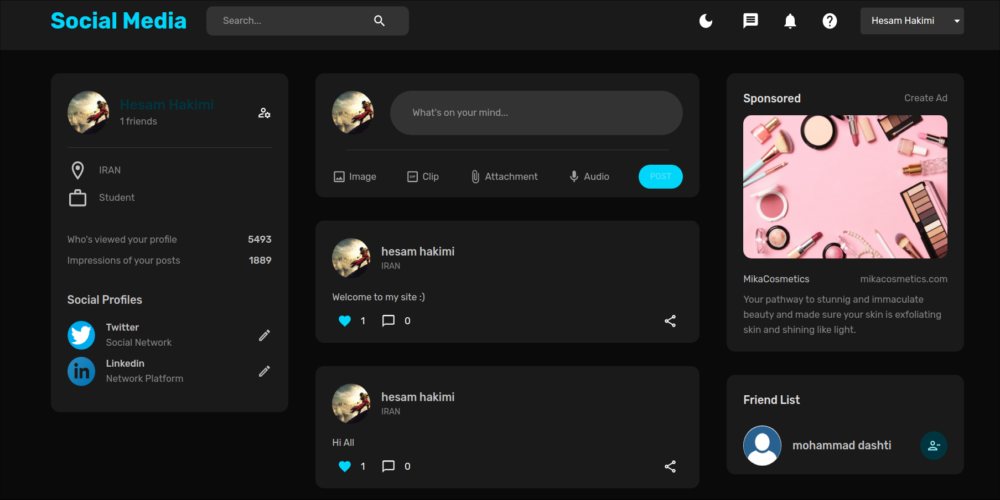 Social Media
Search...
Hesam Hakimi
Hesam Hakimi
1 friends
IRAN
Student
Who's viewed your profile 5493
Impressions of your posts 1889
Social Profiles
Twitter
Social Network
Linkedin
Network Platform
What's on your mind...
Image Clip Attachment Audio POST
hesam hakimi
IRAN
Welcome to my site :)
1 0
hesam hakimi
IRAN
Hi All
1 0
Sponsored Create Ad
MikaCosmetics mikacosmetics.com
Your pathway to stunnig and immaculate
beauty and made sure your skin is exfoliating
skin and shining like light.
Friend List
mohammad dashti